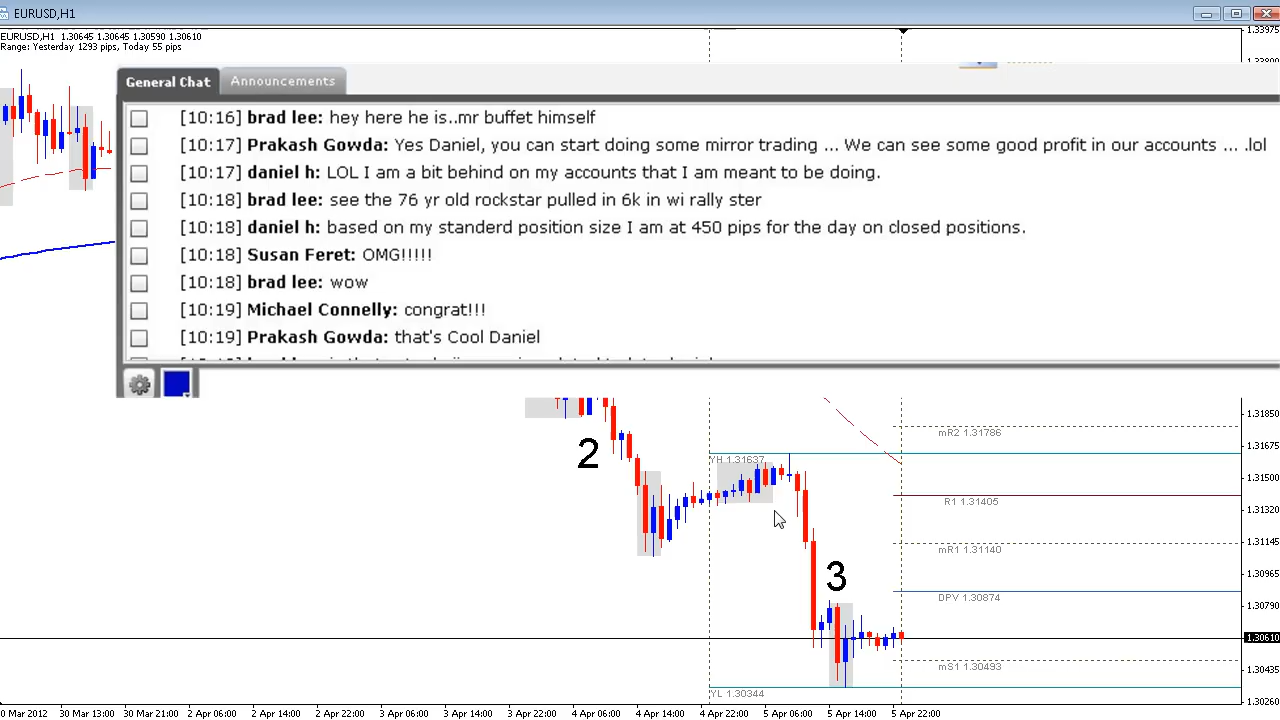 EURUSD,H1
EURUSD,H1 1.30645 1.30645 1.30590 1.30610
Range: Yesterday 1293 pips, Today 55 pips
1.33975
General Chat
Announcements
[10:16] brad lee: hey here he is..mr buffet himself
[10:17] Prakash Gowda: Yes Daniel, you can start doing some mirror trading ... We can see some good profit in our accounts ... .lol
[10:17] daniel h: LOL I am a bit behind on my accounts that I am meant to be doing.
[10:18] brad lee: see the 76 yr old rockstar pulled in 6k in wi rally ster
[10:18] daniel h: based on my standerd position size I am at 450 pips for the day on closed positions.
[10:18] Susan Feret: OMG!!!!!
[10:18] brad lee: wow
[10:19] Michael Connelly: congrat!!!
[10:19] Prakash Gowda: that's Cool Daniel
1.31850
mR2 1.31786
2
1.31675
YH 1.31637
1.31500
R1 1.31405
1.31320
1.31145
mR1 1.31140
3
1.30965
DPV 1.30874
1.30790
1.30610
mS1 1.30493
1.30435
YL 1.30344
1.30260
0 Mar 2012
30 Mar 13:00
30 Mar 21:00
2 Apr 06:00
2 Apr 14:00
2 Apr 22:00
3 Apr 06:00
3 Apr 14:00
3 Apr 22:00
4 Apr 06:00
4 Apr 14:00
4 Apr 22:00
5 Apr 06:00
5 Apr 14:00
5 Apr 22:00